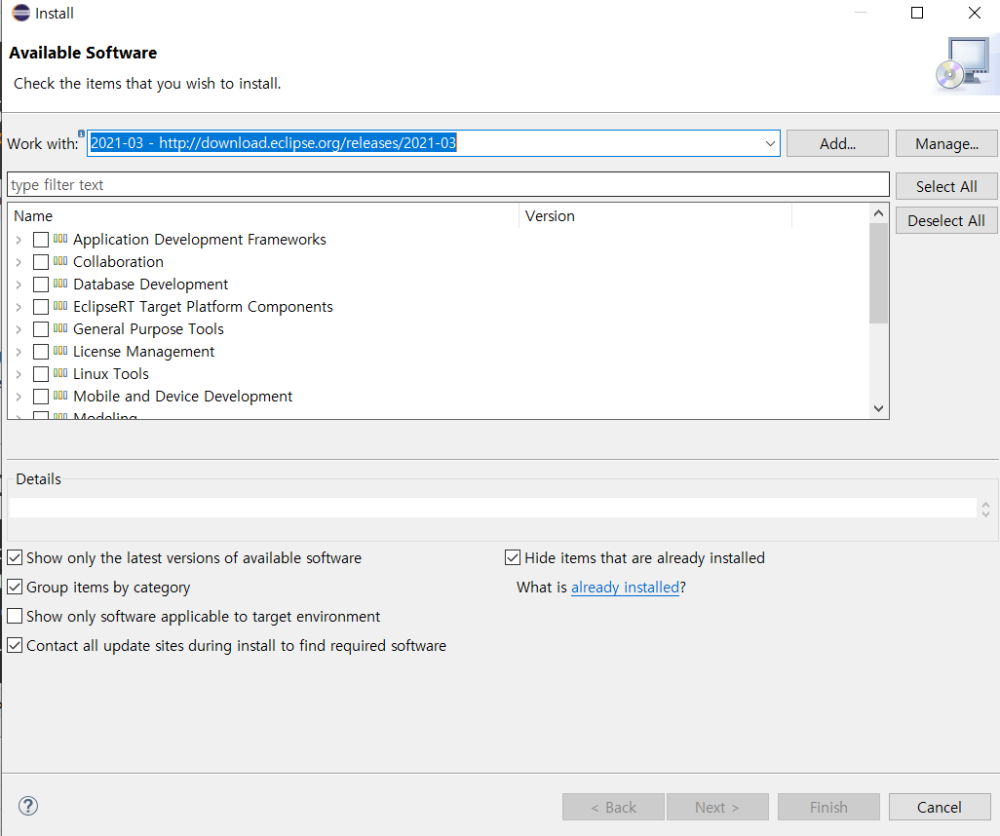 Install
Available Software
Check the items that you wish to install.
Work with: 2021-03 - http://download.eclipse.org/releases/2021-03 Add... Manage...
type filter text Select All
Name Version Deselect All
Application Development Frameworks
Collaboration
Database Development
EclipseRT Target Platform Components
General Purpose Tools
License Management
Linux Tools
Mobile and Device Development
Modeling
Details
Show only the latest versions of available software Hide items that are already installed
Group items by category What is already installed?
Show only software applicable to target environment
Contact all update sites during install to find required software
? < Back Next > Finish Cancel